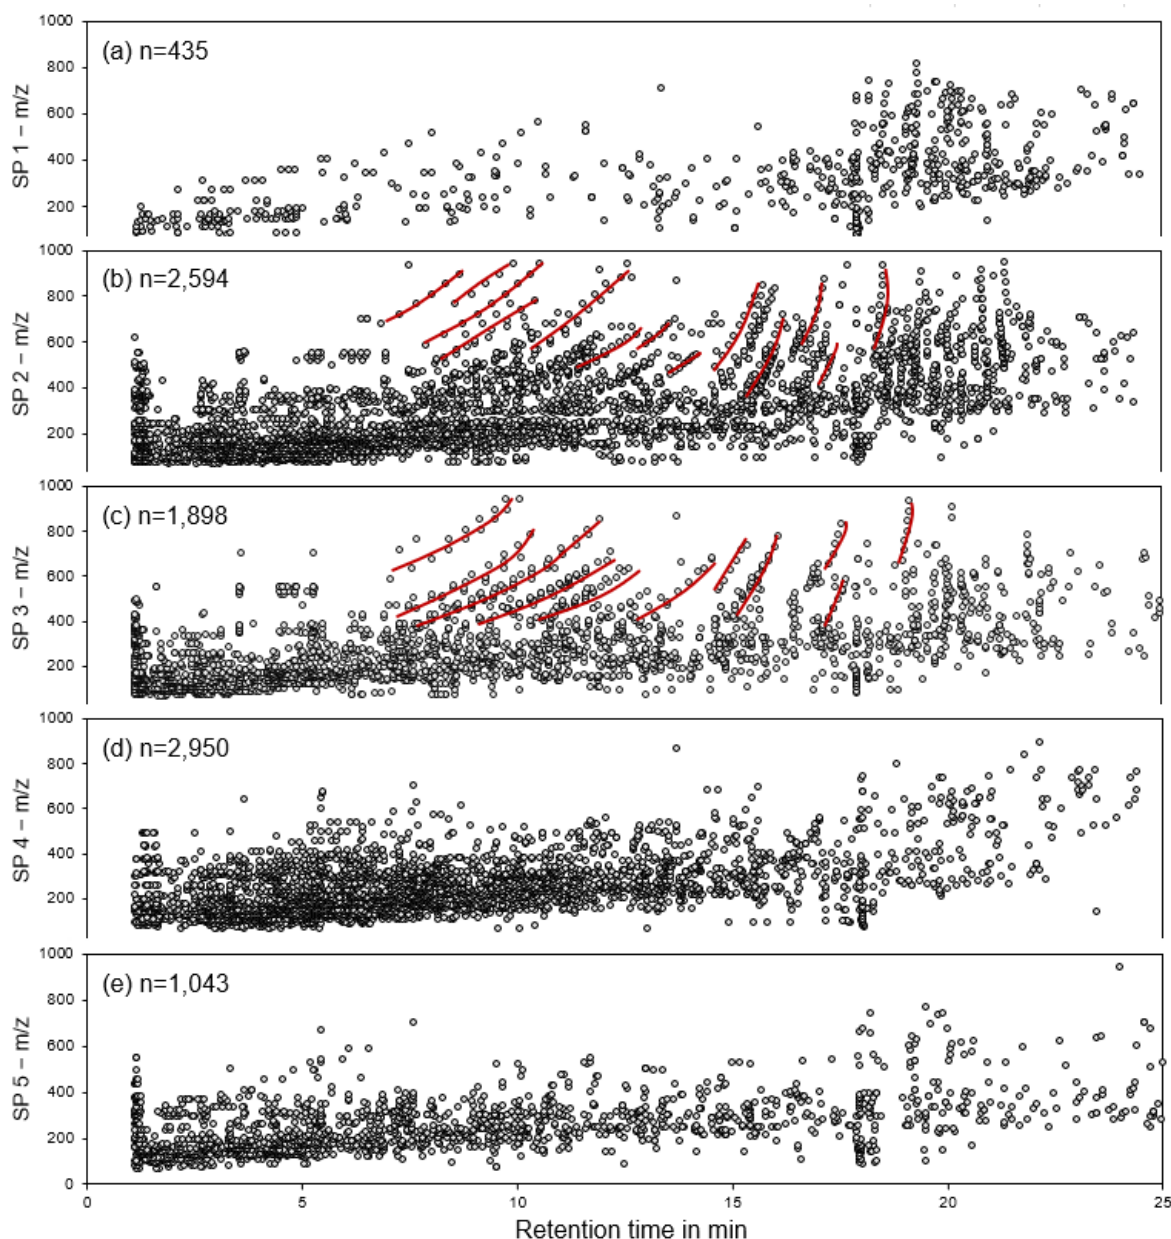 1000
(a) n=435
800
600
400
200
SP 1 – m/z
1000
(b) n=2,594
800
600
400
200
SP 2 – m/z
1000
(c) n=1,898
800
600
400
200
SP 3 – m/z
1000
(d) n=2,950
800
600
400
200
SP 4 – m/z
1000
(e) n=1,043
800
600
400
200
0
SP 5 – m/z
0 5 10 15 20 25
Retention time in min